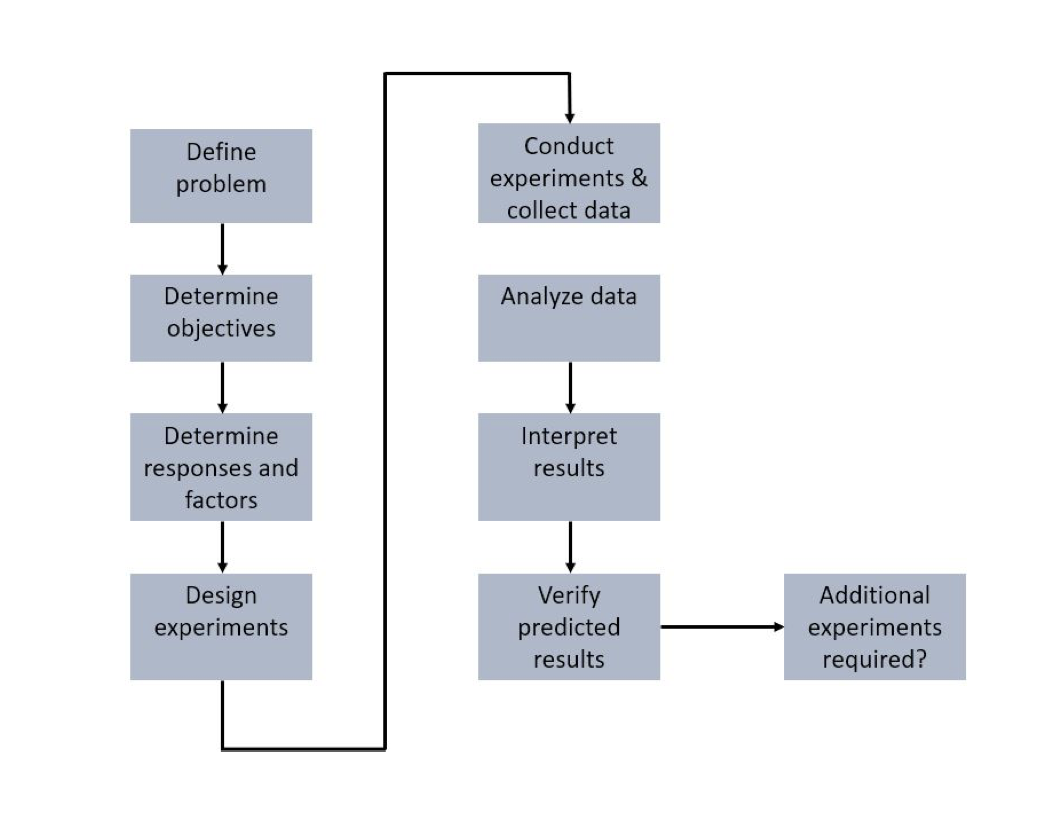 Define
problem
Determine
objectives
Determine
responses and
factors
Design
experiments
Conduct
experiments &
collect data
Analyze data
Interpret
results
Verify
predicted
results
Additional
experiments
required?